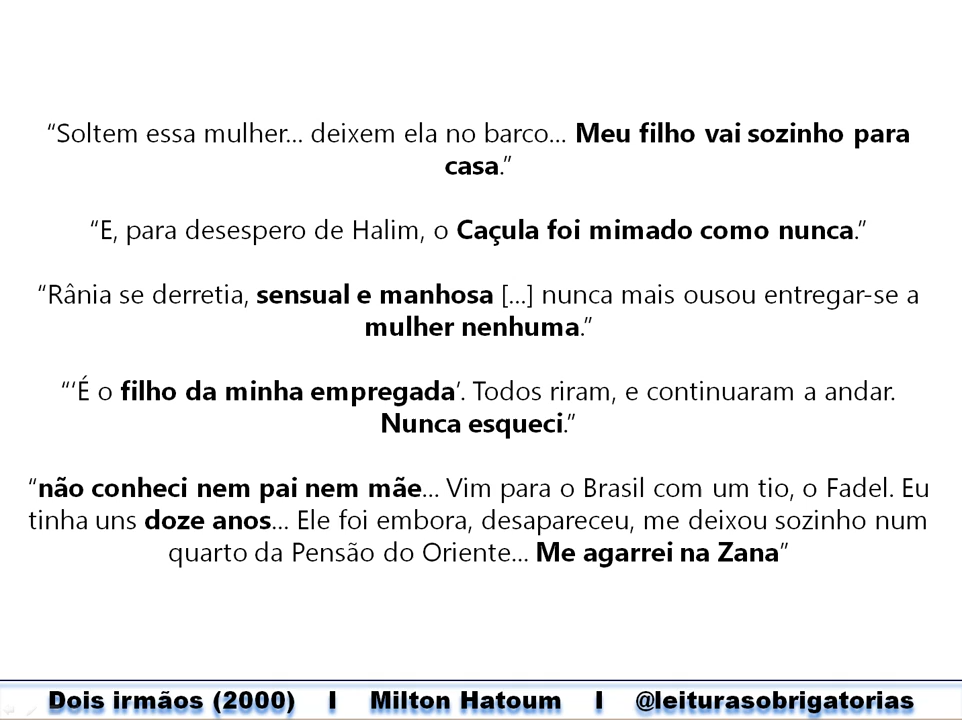 “Soltem essa mulher... deixem ela no barco... Meu filho vai sozinho para
casa.”
“E, para desespero de Halim, o Caçula foi mimado como nunca.”
“Rânia se derretia, sensual e manhosa [...] nunca mais ousou entregar-se a
mulher nenhuma.”
“‘É o filho da minha empregada‘. Todos riram, e continuaram a andar.
Nunca esqueci.”
“não conheci nem pai nem mãe... Vim para o Brasil com um tio, o Fadel. Eu
tinha uns doze anos... Ele foi embora, desapareceu, me deixou sozinho num
quarto da Pensão do Oriente... Me agarrei na Zana”
Dois irmãos (2000) I Milton Hatoum I @leiturasobrigatorias